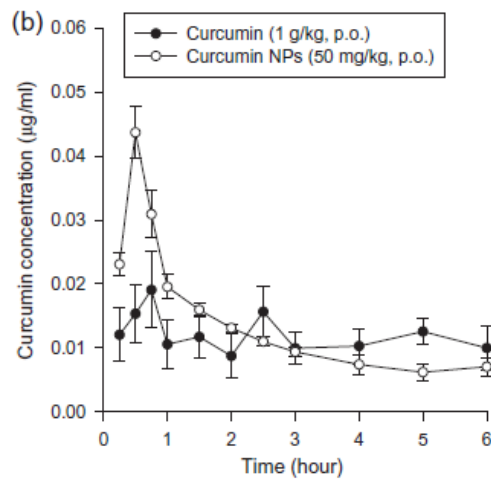 (b)
0.06
Curcumin (1 g/kg, p.o.)
Curcumin NPs (50 mg/kg, p.o.)
0.05
0.04
0.03
0.02
0.01
0.00
Curcumin concentration (µg/ml)
0 1 2 3 4 5 6
Time (hour)